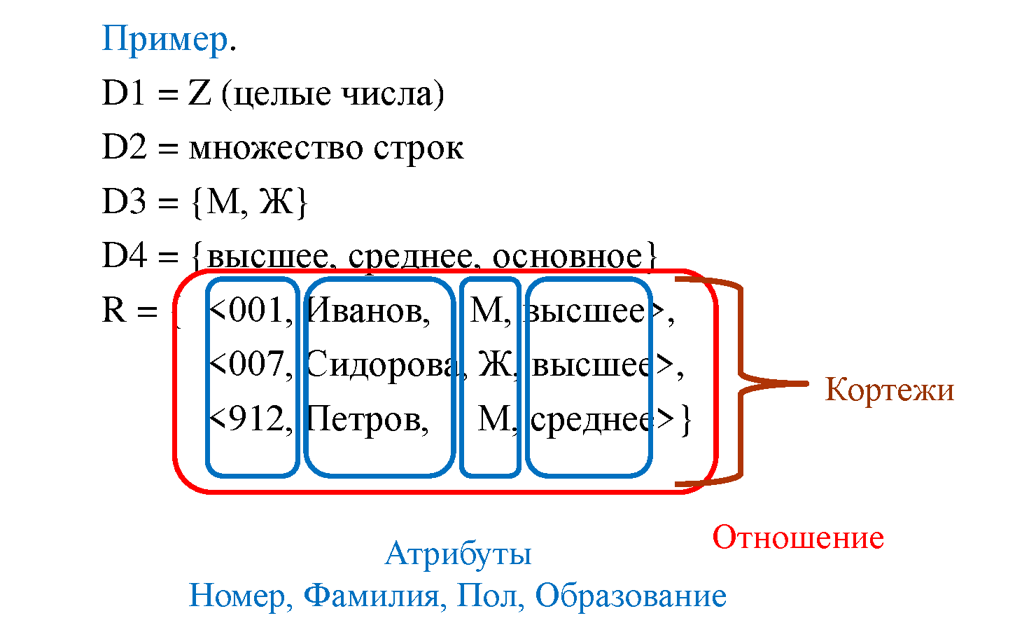 Пример.
D1 = Z (целые числа)
D2 = множество строк
D3 = {М, Ж}
D4 = {высшее, среднее, основное}
R = { <001, Иванов, М, высшее>,
<007, Сидорова, Ж, высшее>,
<912, Петров, М, среднее>}
Кортежи
Отношение
Атрибуты
Номер, Фамилия, Пол, Образование